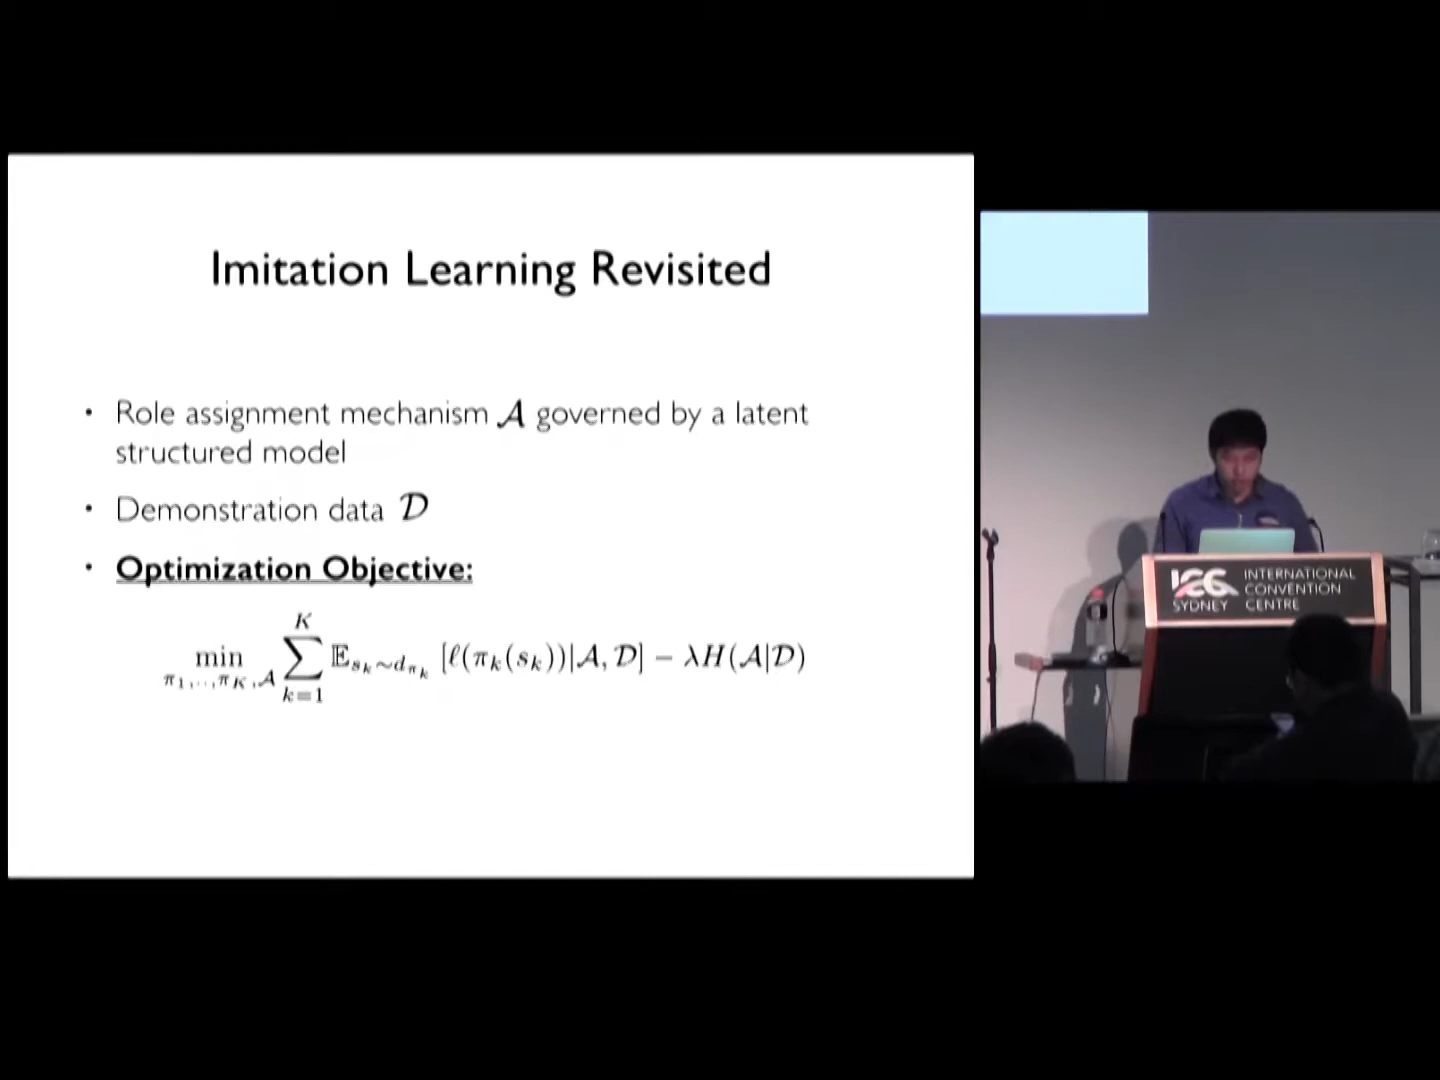 Imitation Learning Revisited
• Role assignment mechanism 𝒜 governed by a latent
structured model
• Demonstration data 𝒟
• Optimization Objective:
min_{π_1,..,π_K,𝒜} ∑_{k=1}^{K} 𝔼_{s_k∼d_{π_k}} [ℓ(π_k(s_k))|𝒜, 𝒟] − λH(𝒜|𝒟)
ICC INTERNATIONAL
CONVENTION
SYDNEY CENTRE